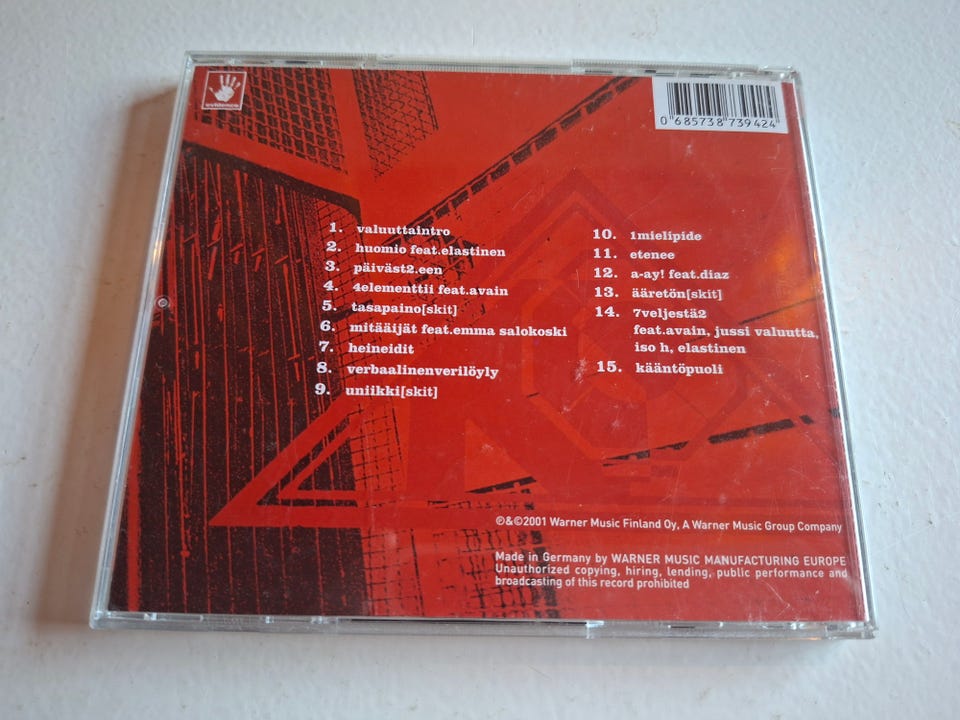 evidence
0 685738 739424
1. valuuttaintro
2. huomio feat.elastinen
3. päiväst2.een
4. 4elementtii feat.avain
5. tasapaino[skit]
6. mitääijät feat.emma salokoski
7. heineidit
8. verbaalinenverilöyly
9. uniikki[skit]
10. 1mielipide
11. etenee
12. a-ay! feat.diaz
13. ääretön[skit]
14. 7veljestä2
feat.avain, jussi valuutta,
iso h, elastinen
15. kääntöpuoli
℗&©2001 Warner Music Finland Oy, A Warner Music Group Company
Made in Germany by WARNER MUSIC MANUFACTURING EUROPE
Unauthorized copying, hiring, lending, public performance and
broadcasting of this record prohibited